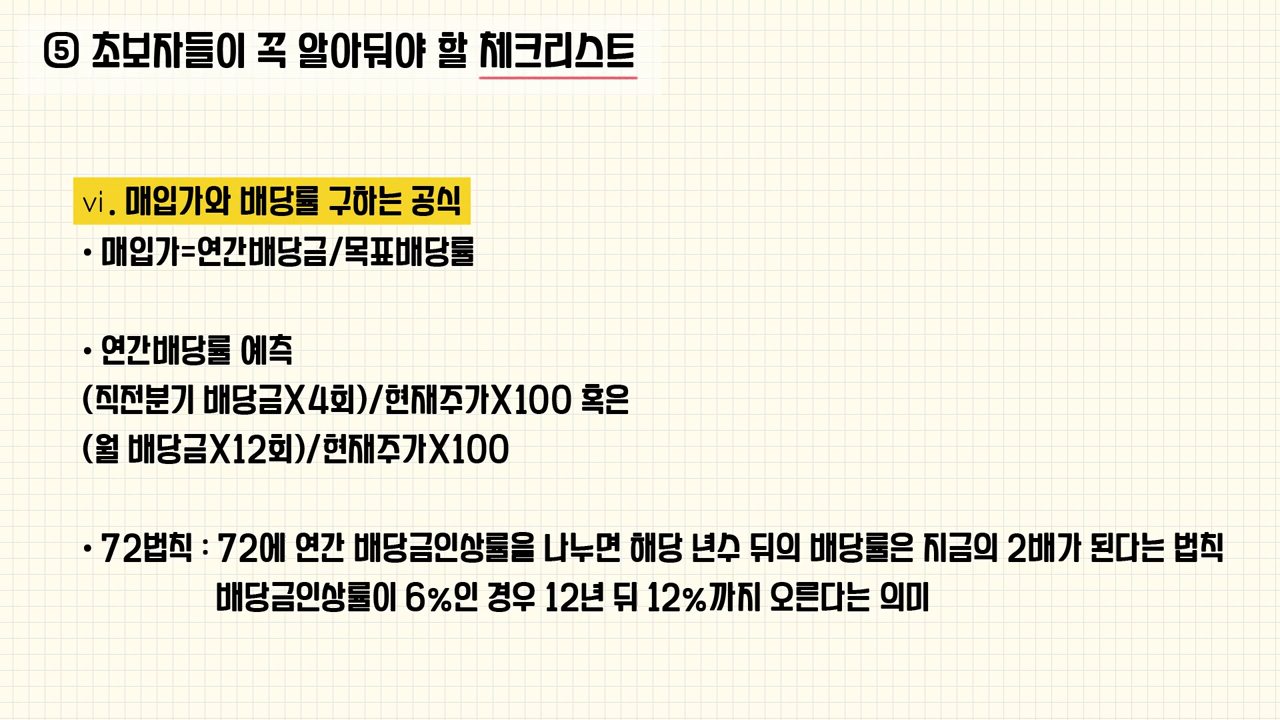 ⑤ 초보자들이 꼭 알아둬야 할 체크리스트
ⅵ. 매입가와 배당률 구하는 공식
• 매입가=연간배당금/목표배당률
• 연간배당률 예측
(직전분기 배당금X4회)/현재주가X100 혹은
(월 배당금X12회)/현재주가X100
• 72법칙 : 72에 연간 배당금인상률을 나누면 해당 년수 뒤의 배당률은 지금의 2배가 된다는 법칙
배당금인상률이 6%인 경우 12년 뒤 12%까지 오른다는 의미